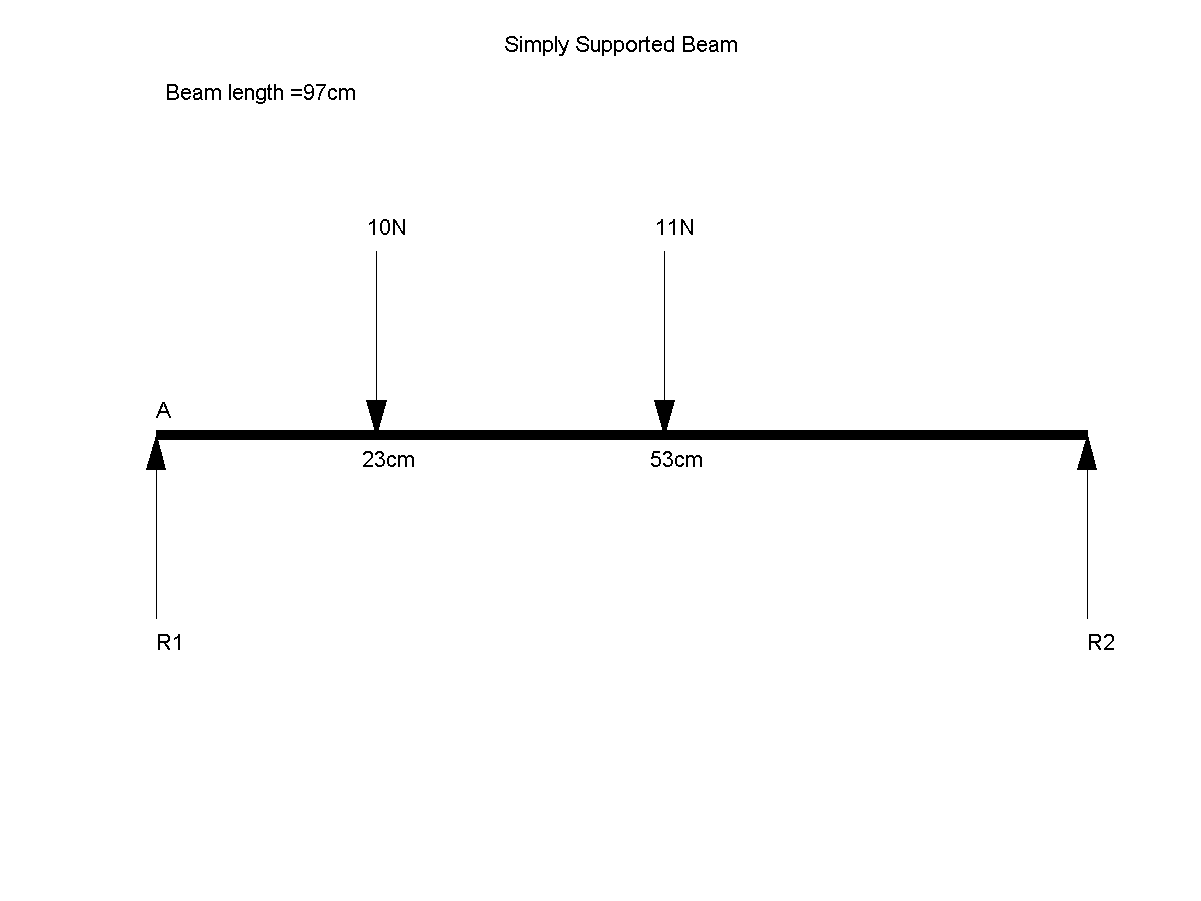 Simply Supported Beam
Beam length =97cm
10N
11N
A
23cm
53cm
R1
R2